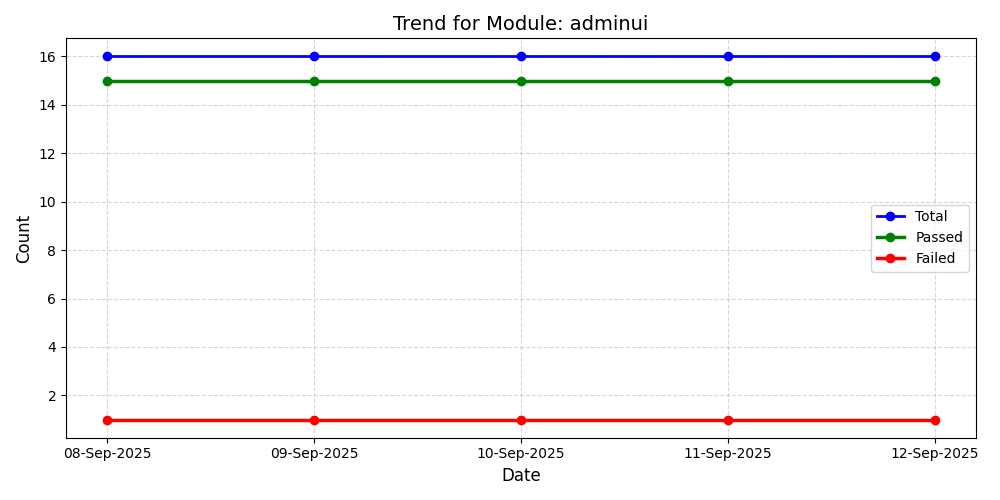 Trend for Module: adminui
Count
16
14
12
10
8
6
4
2
Total
Passed
Failed
08-Sep-2025
09-Sep-2025
10-Sep-2025
11-Sep-2025
12-Sep-2025
Date